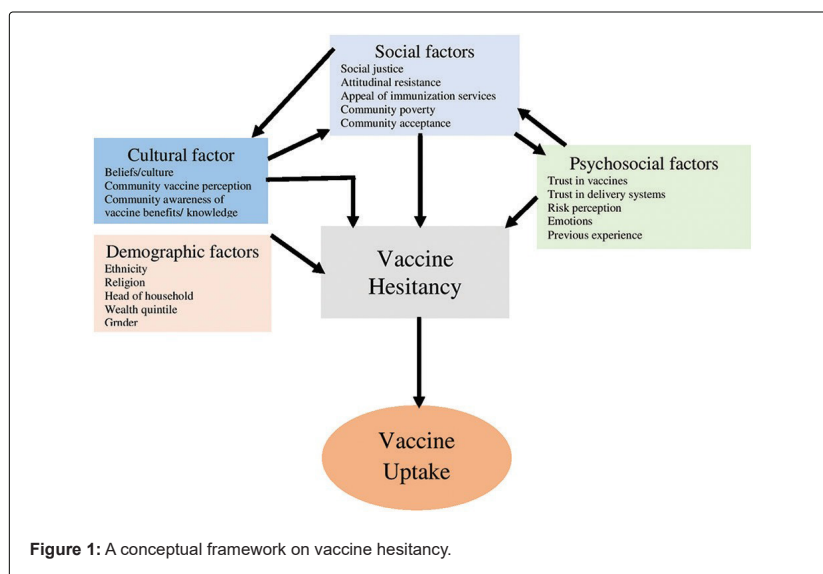 Social factors
Social justice
Attitudinal resistance
Appeal of immunization services
Community poverty
Community acceptance
Cultural factor
Beliefs/culture
Community vaccine perception
Community awareness of
vaccine benefits/ knowledge
Psychosocial factors
Trust in vaccines
Trust in delivery systems
Risk perception
Emotions
Previous experience
Demographic factors
Ethnicity
Religion
Head of household
Wealth quintile
Grnder
Vaccine
Hesitancy
Vaccine
Uptake
Figure 1: A conceptual framework on vaccine hesitancy.